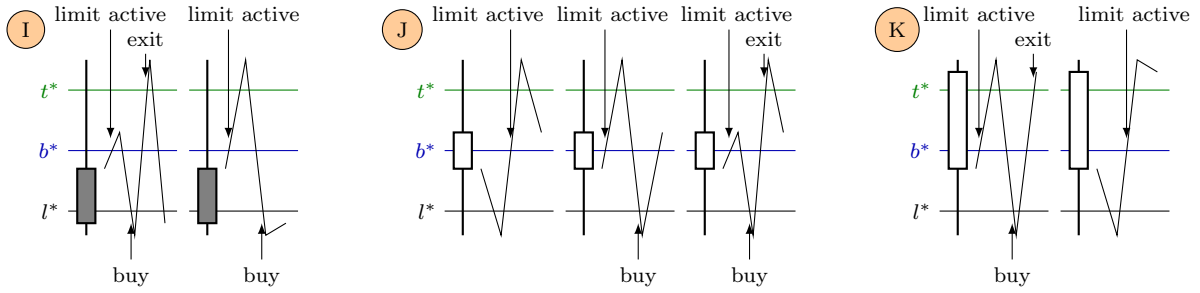 I
limit active
limit active
exit
t*
b*
l*
buy
buy
J
limit active
limit active
limit active
exit
t*
b*
l*
buy
buy
K
limit active
limit active
exit
t*
b*
l*
buy